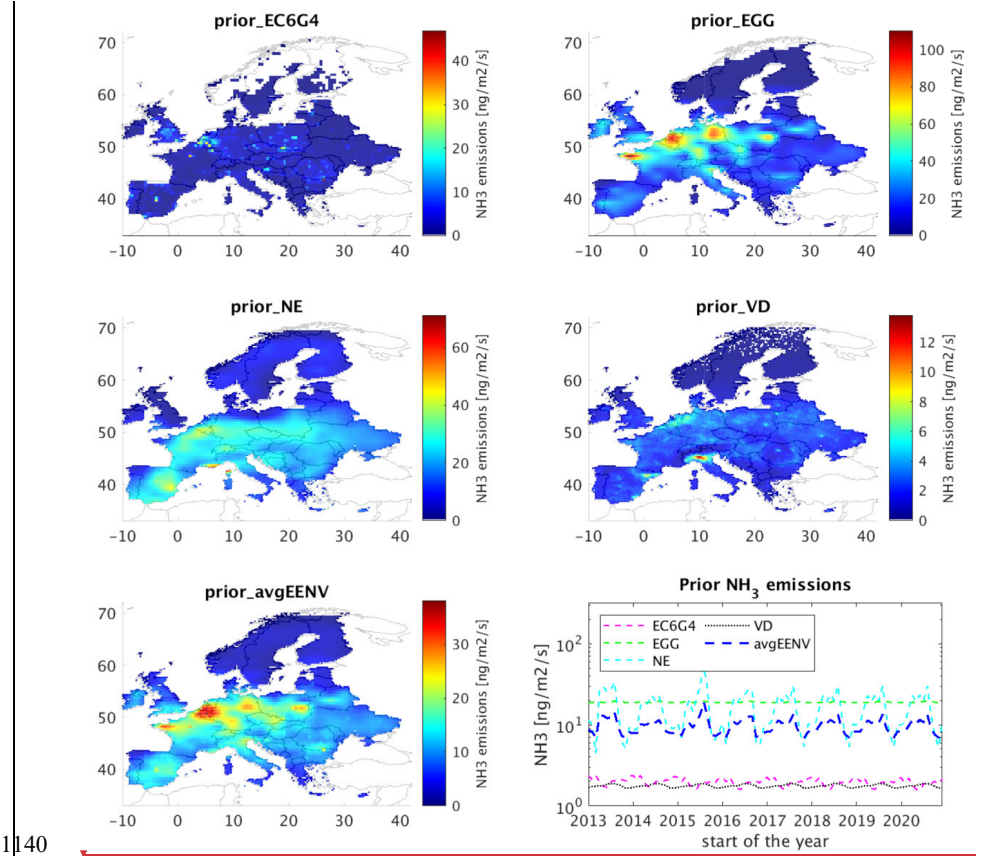 prior_EC6G4
70
60
50
40
-10 0 10 20 30 40
40
30
20
10
0
NH3 emissions [ng/m2/s]
prior_EGG
70
60
50
40
-10 0 10 20 30 40
100
80
60
40
20
0
NH3 emissions [ng/m2/s]
prior_NE
70
60
50
40
-10 0 10 20 30 40
60
40
20
0
NH3 emissions [ng/m2/s]
prior_VD
70
60
50
40
-10 0 10 20 30 40
12
10
8
6
4
2
0
NH3 emissions [ng/m2/s]
prior_avgEENV
70
60
50
40
-10 0 10 20 30 40
30
20
10
0
NH3 emissions [ng/m2/s]
Prior NH3 emissions
EC6G4
EGG
NE
VD
avgEENV
10^2
10^1
10^0
NH3 [ng/m2/s]
2013 2014 2015 2016 2017 2018 2019 2020
start of the year
1140